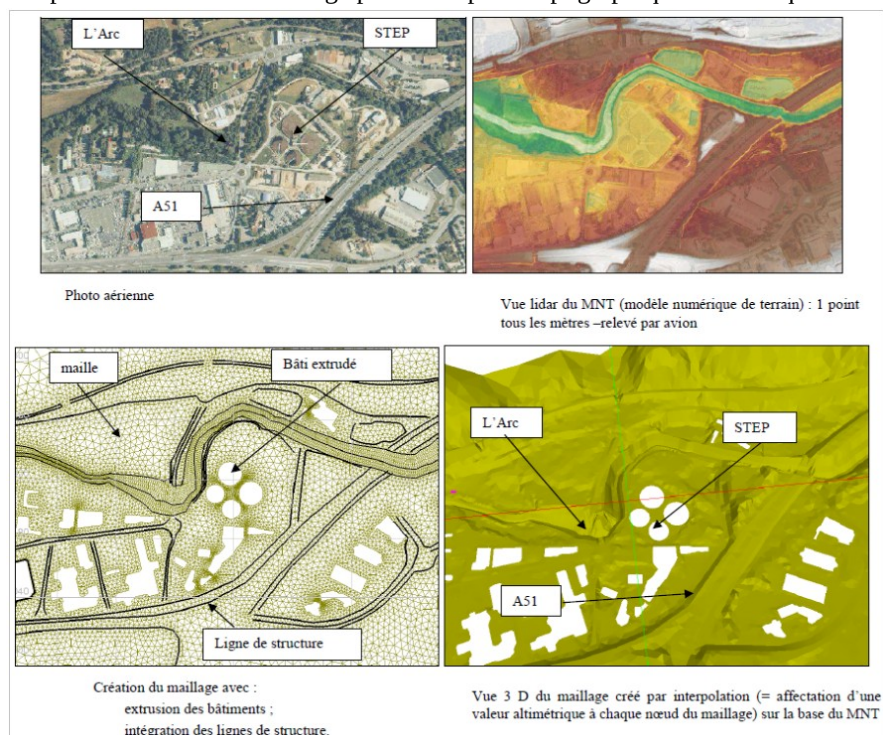 L'Arc
STEP
A51
Photo aérienne
Vue lidar du MNT (modèle numérique de terrain) : 1 point
tous les mètres –relevé par avion
maille
Bâti extrudé
Ligne de structure
L'Arc
STEP
A51
Création du maillage avec :
extrusion des bâtiments ;
intégration des lignes de structure.
Vue 3 D du maillage créé par interpolation (= affectation d'une
valeur altimétrique à chaque nœud du maillage) sur la base du MNT